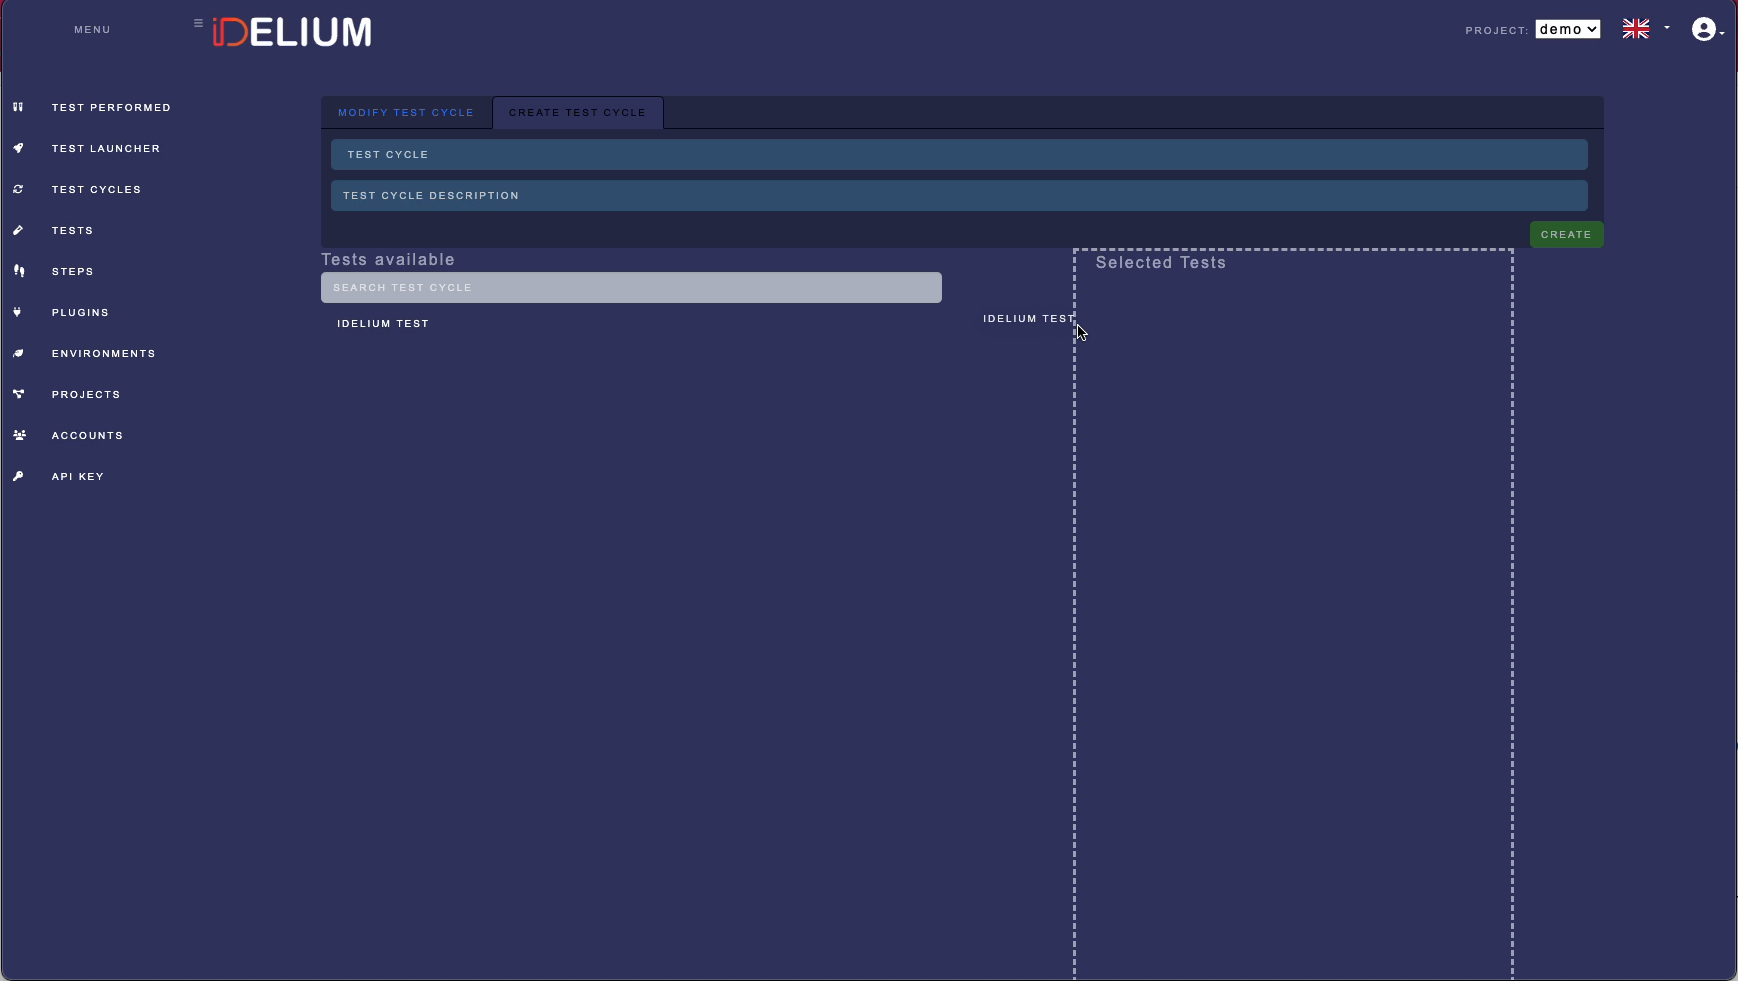 MENU
iDELIUM
PROJECT: demo
TEST PERFORMED
TEST LAUNCHER
TEST CYCLES
TESTS
STEPS
PLUGINS
ENVIRONMENTS
PROJECTS
ACCOUNTS
API KEY
MODIFY TEST CYCLE
CREATE TEST CYCLE
TEST CYCLE
TEST CYCLE DESCRIPTION
CREATE
Tests available
SEARCH TEST CYCLE
IDELIUM TEST
IDELIUM TEST
Selected Tests